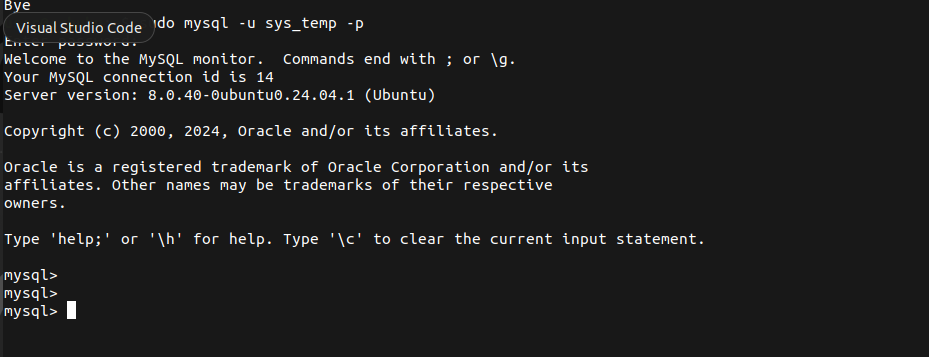 Bye
Visual Studio Code
do mysql -u sys_temp -p
Enter password:
Welcome to the MySQL monitor.  Commands end with ; or \g.
Your MySQL connection id is 14
Server version: 8.0.40-0ubuntu0.24.04.1 (Ubuntu)
Copyright (c) 2000, 2024, Oracle and/or its affiliates.
Oracle is a registered trademark of Oracle Corporation and/or its
affiliates. Other names may be trademarks of their respective
owners.
Type 'help;' or '\h' for help. Type '\c' to clear the current input statement.
mysql>
mysql>
mysql>